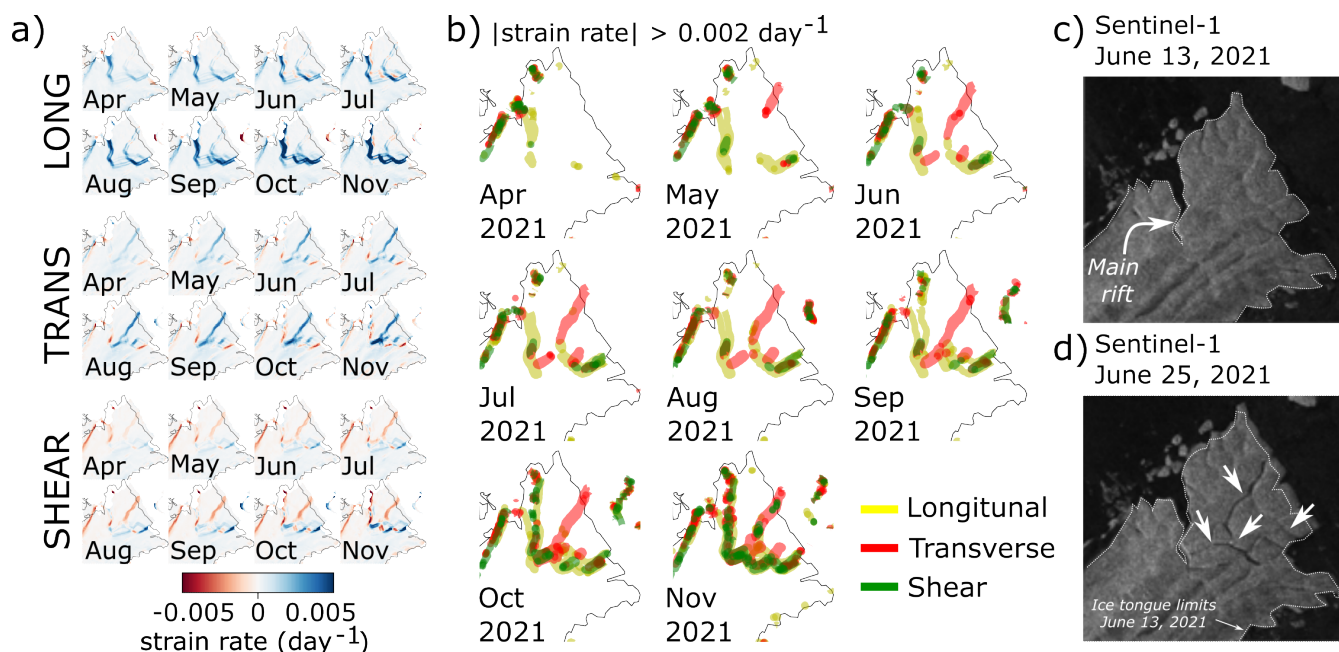 a)
LONG
Apr
May
Jun
Jul
Aug
Sep
Oct
Nov
TRANS
Apr
May
Jun
Jul
Aug
Sep
Oct
Nov
SHEAR
Apr
May
Jun
Jul
Aug
Sep
Oct
Nov
-0.005 0 0.005
strain rate (day-1)
b) |strain rate| > 0.002 day-1
Apr
2021
May
2021
Jun
2021
Jul
2021
Aug
2021
Sep
2021
Oct
2021
Nov
2021
Longitunal
Transverse
Shear
c) Sentinel-1
June 13, 2021
Main
rift
d) Sentinel-1
June 25, 2021
Ice tongue limits
June 13, 2021